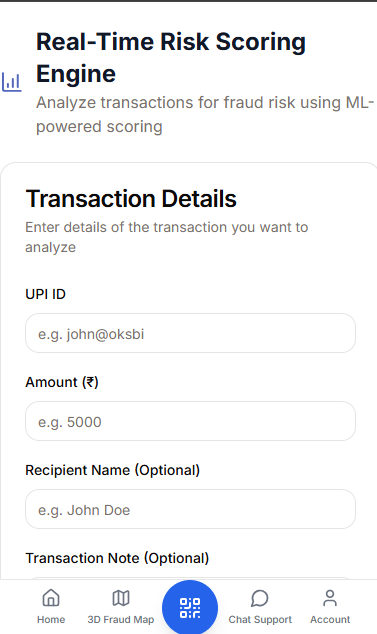 Real-Time Risk Scoring
Engine
Analyze transactions for fraud risk using ML-
powered scoring
Transaction Details
Enter details of the transaction you want to
analyze
UPI ID
e.g. john@oksbi
Amount (₹)
e.g. 5000
Recipient Name (Optional)
e.g. John Doe
Transaction Note (Optional)
Home
3D Fraud Map
Chat Support
Account